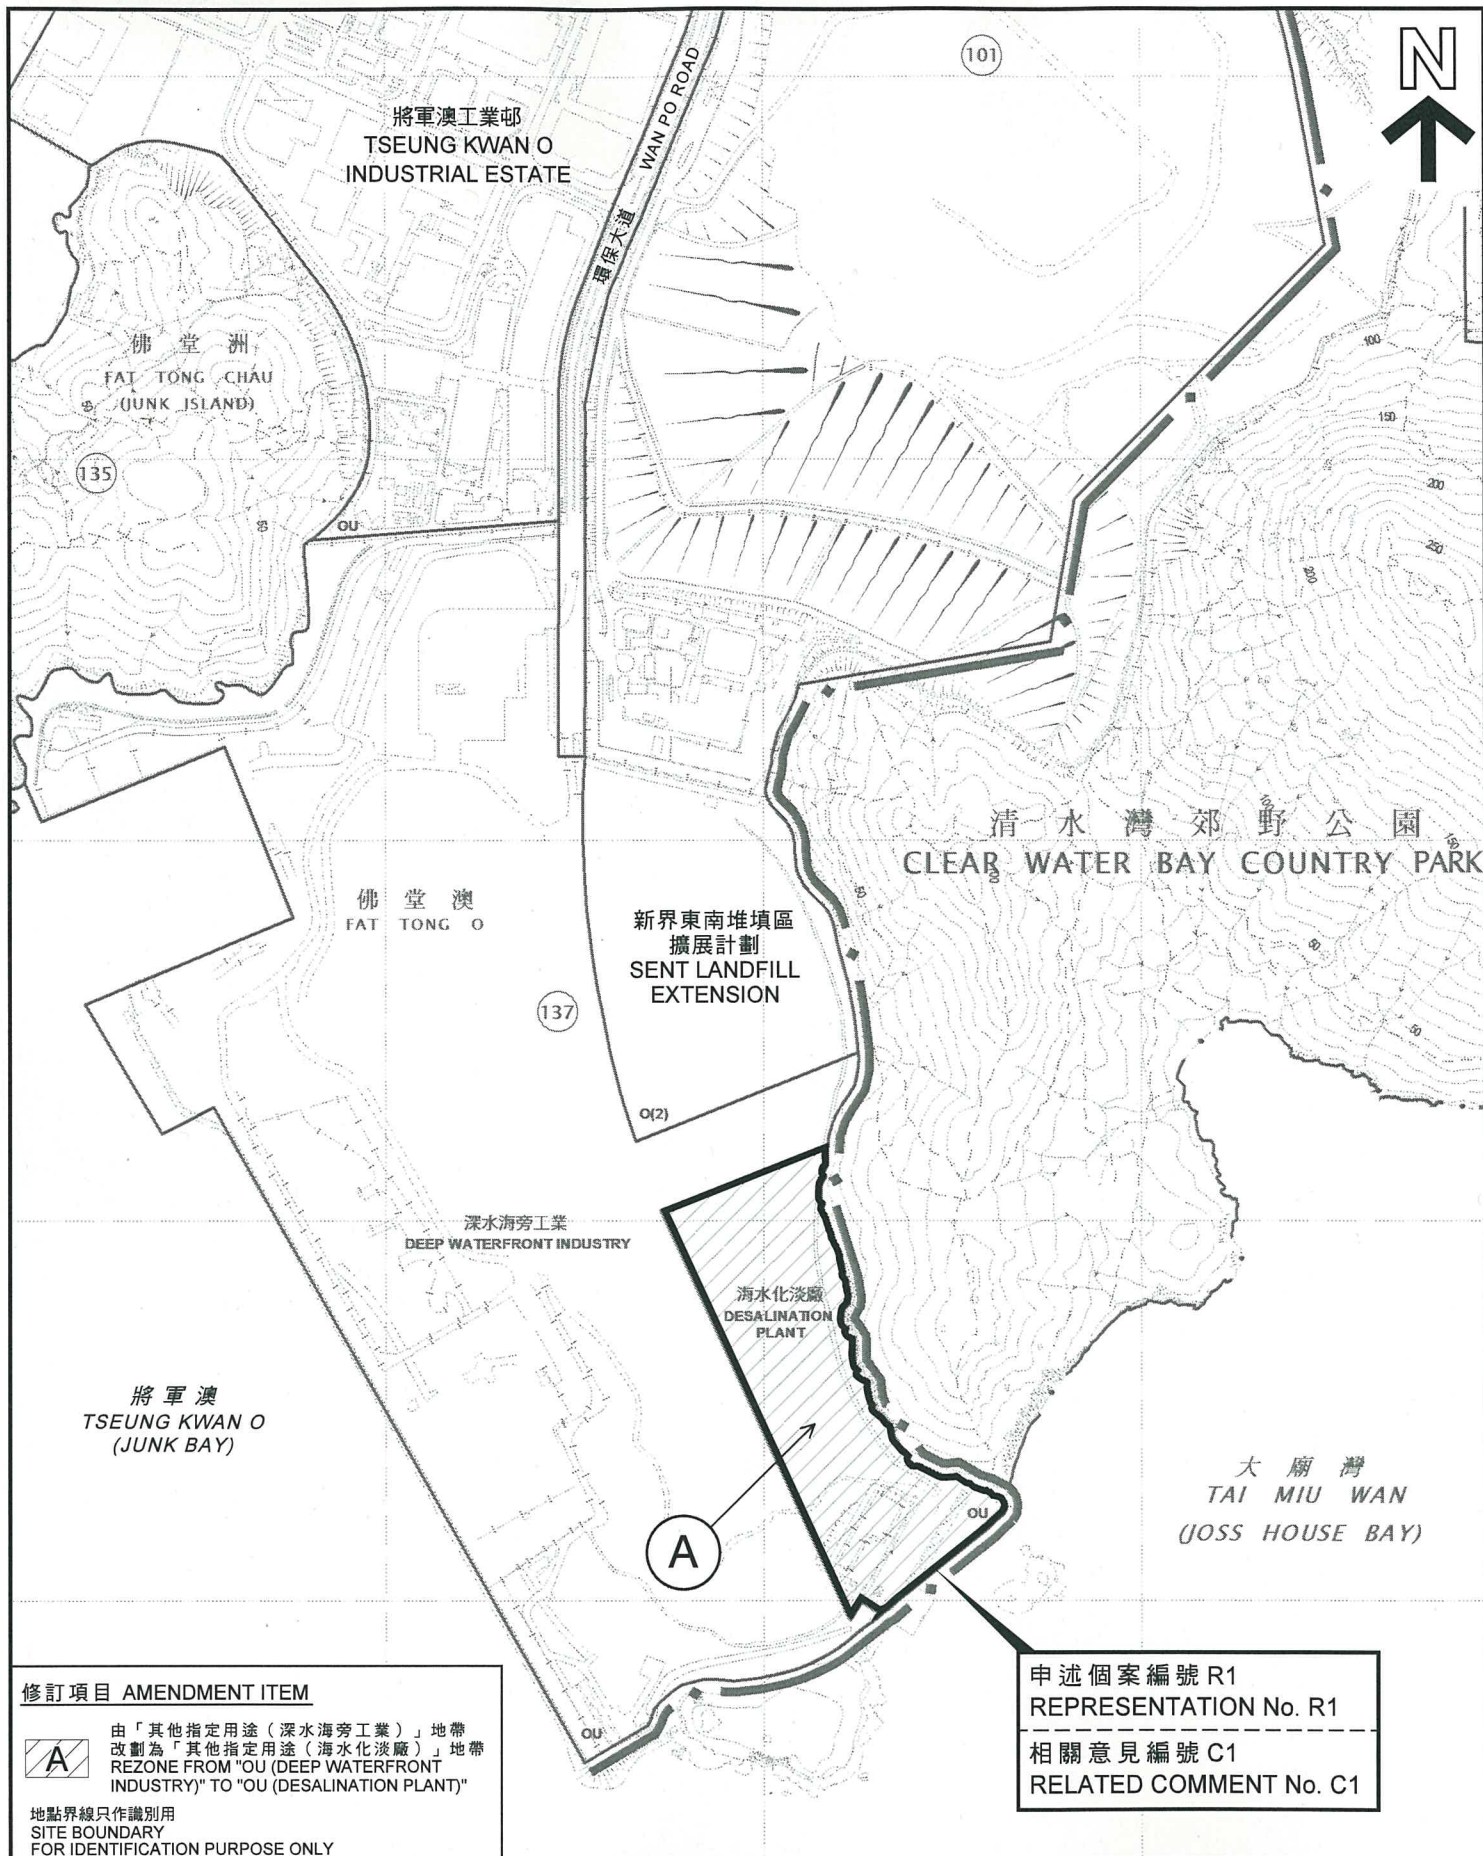 101
N
將軍澳工業邨
TSEUNG KWAN O
INDUSTRIAL ESTATE
環保大道 WAN PO ROAD
佛堂洲
FAT TONG CHAU
(JUNK ISLAND)
100
150
200
250
200
135
50
50
OU
清水灣郊野公園
CLEAR WATER BAY COUNTRY PARK
100
150
100
50
佛堂澳
FAT TONG O
新界東南堆填區
擴展計劃
SENT LANDFILL
EXTENSION
50
50
137
O(2)
深水海旁工業
DEEP WATERFRONT INDUSTRY
海水化淡廠
DESALINATION
PLANT
將軍澳
TSEUNG KWAN O
(JUNK BAY)
大廟灣
TAI MIU WAN
(JOSS HOUSE BAY)
OU
A
OU
申述個案編號 R1
REPRESENTATION No. R1
相關意見編號 C1
RELATED COMMENT No. C1
修訂項目 AMENDMENT ITEM
A
由「其他指定用途（深水海旁工業）」地帶
改劃為「其他指定用途（海水化淡廠）」地帶
REZONE FROM "OU (DEEP WATERFRONT
INDUSTRY)" TO "OU (DESALINATION PLANT)"
地點界線只作識別用
SITE BOUNDARY
FOR IDENTIFICATION PURPOSE ONLY